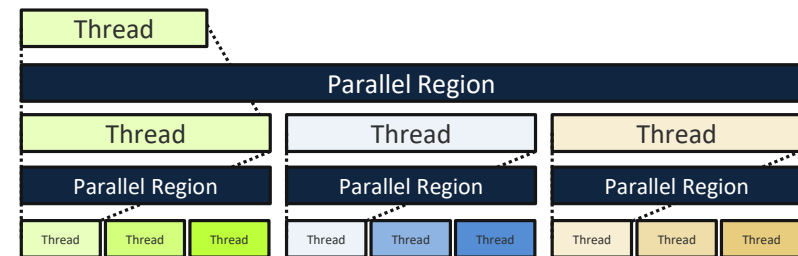 Thread
Parallel Region
Thread Thread Thread
Parallel Region Parallel Region Parallel Region
Thread Thread Thread Thread Thread Thread Thread Thread Thread